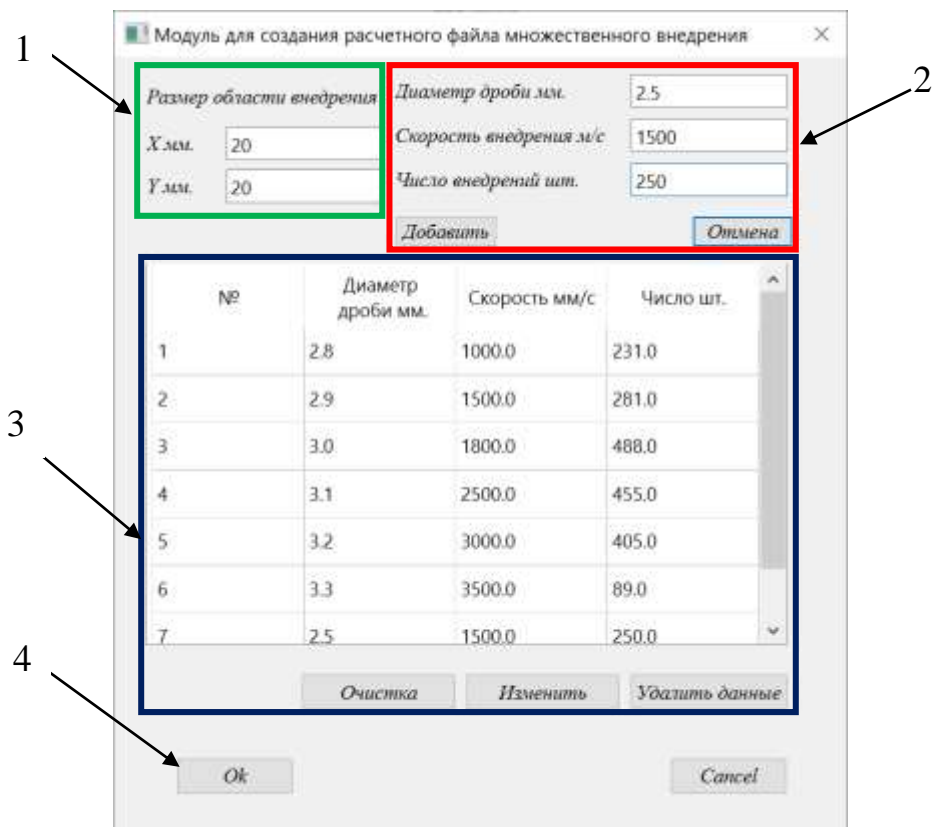 Модуль для создания расчетного файла множественного внедрения
1
2
Размер области внедрения
X мм. 20
Y мм. 20
Диаметр дроби мм. 2.5
Скорость внедрения м/с 1500
Число внедрений шт. 250
Добавить Отмена
№ Диаметр дроби мм. Скорость мм/с Число шт.
1 2.8 1000.0 231.0
2 2.9 1500.0 281.0
3
3 3.0 1800.0 488.0
4 3.1 2500.0 455.0
5 3.2 3000.0 405.0
6 3.3 3500.0 89.0
7 2.5 1500.0 250.0
4
Очистка Изменить Удалить данные
Ok Cancel